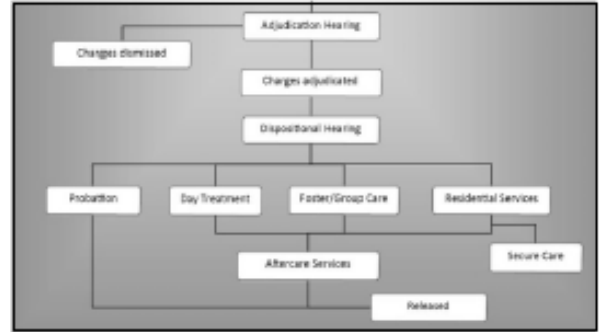 Adjudication Hearing
Charges dismissed
Charges adjudicated
Dispositional Hearing
Probation
Day Treatment
Foster/Group Care
Residential Services
Aftercare Services
Secure Care
Released